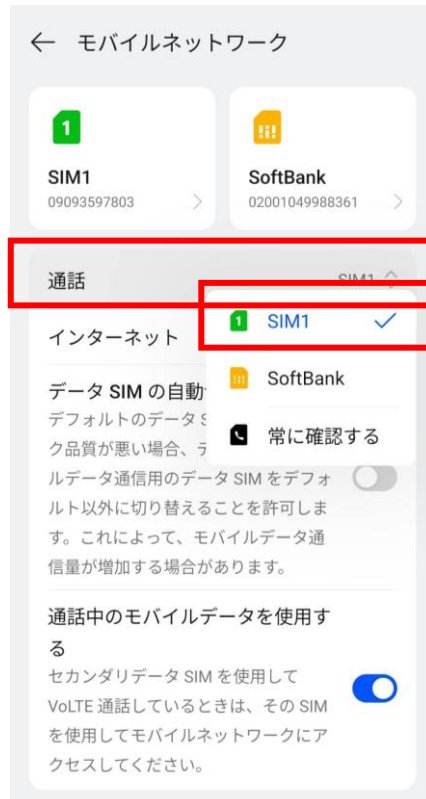 ← モバイルネットワーク
1
SIM1
09093597803
SoftBank
02001049988361
通話
SIM1
1 SIM1
インターネット
SoftBank
データ SIM の自動
常に確認する
デフォルトのデータ
ク品質が悪い場合、
ルデータ通信用のデータ SIM をデフォ
ルト以外に切り替えることを許可しま
す。これによって、モバイルデータ通
信量が増加する場合があります。
通話中のモバイルデータを使用す
る
セカンダリデータ SIM を使用して
VoLTE 通話しているときは、その SIM
を使用してモバイルネットワークにア
クセスしてください。